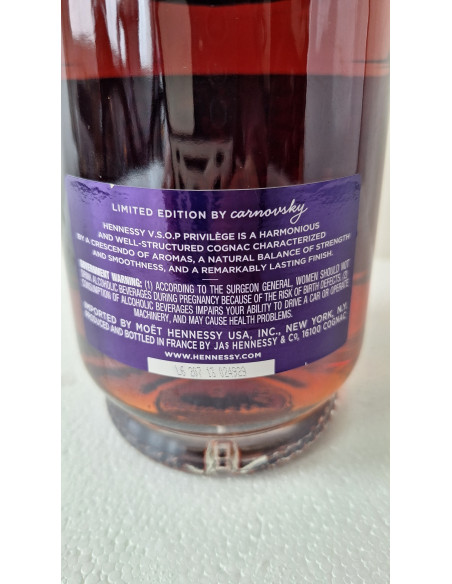 LIMITED EDITION BY carnovsky
HENNESSY V.S.O.P PRIVILÈGE IS A HARMONIOUS
AND WELL-STRUCTURED COGNAC CHARACTERIZED
BY A CRESCENDO OF AROMAS, A NATURAL BALANCE OF STRENGTH
AND SMOOTHNESS, AND A REMARKABLY LASTING FINISH.
GOVERNMENT WARNING: (1) ACCORDING TO THE SURGEON GENERAL, WOMEN SHOULD NOT
DRINK ALCOHOLIC BEVERAGES DURING PREGNANCY BECAUSE OF THE RISK OF BIRTH DEFECTS. (2)
CONSUMPTION OF ALCOHOLIC BEVERAGES IMPAIRS YOUR ABILITY TO DRIVE A CAR OR OPERATE
MACHINERY, AND MAY CAUSE HEALTH PROBLEMS.
IMPORTED BY MOËT HENNESSY USA, INC., NEW YORK, N.Y.
PRODUCED AND BOTTLED IN FRANCE BY JAS HENNESSY & Cº, 16100 COGNAC
WWW.HENNESSY.COM